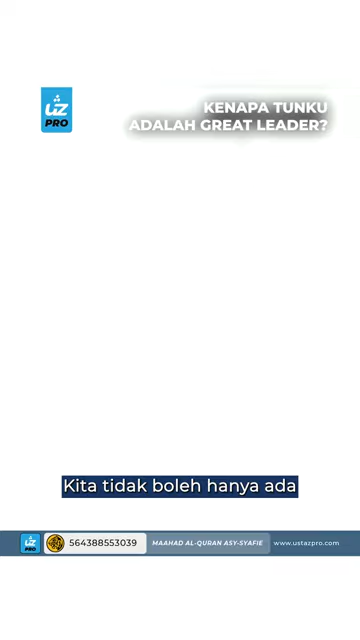 UZ
PRO
KENAPA TUNKU
ADALAH GREAT LEADER?
Kita tidak boleh hanya ada
UZ
PRO
564388553039
MAAHAD AL-QURAN ASY-SYAFIE
www.ustazpro.com